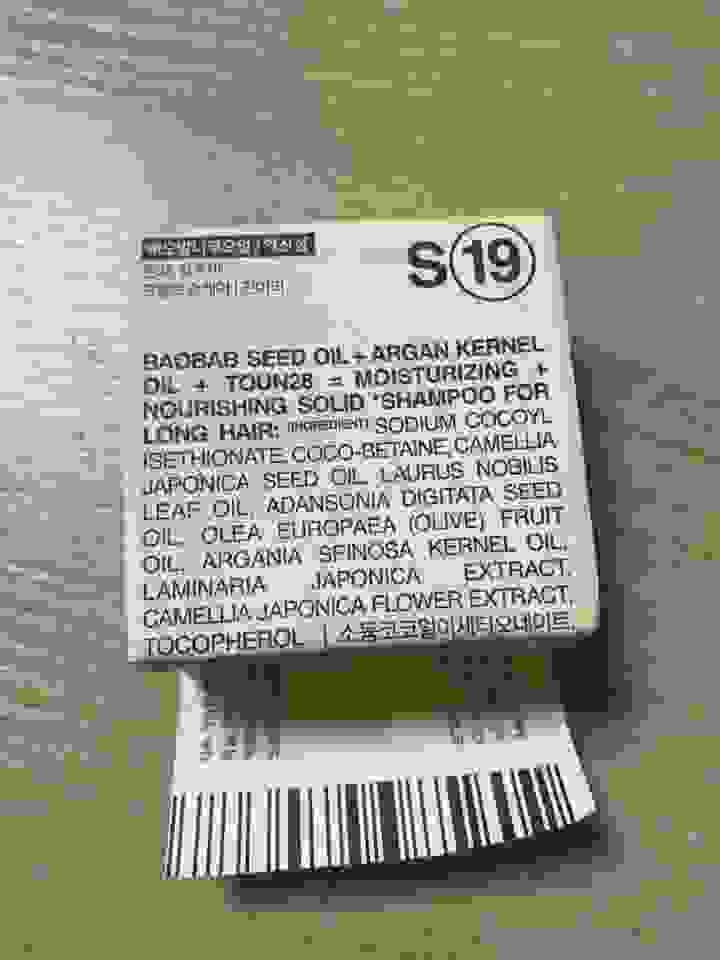 S 19
BAOBAB SEED OIL + ARGAN KERNEL
OIL + TOUN28 = MOISTURIZING +
NOURISHING SOLID "SHAMPOO FOR
LONG HAIR: (INGREDIENT) SODIUM COCOYL
ISETHIONATE, COCO-BETAINE, CAMELLIA
JAPONICA SEED OIL, LAURUS NOBILIS
LEAF OIL, ADANSONIA DIGITATA SEED
OIL, OLEA EUROPAEA (OLIVE) FRUIT
OIL, ARGANIA SPINOSA KERNEL OIL,
LAMINARIA JAPONICA EXTRACT,
CAMELLIA JAPONICA FLOWER EXTRACT,
TOCOPHEROL | 소듐코코일이세티오네이트,